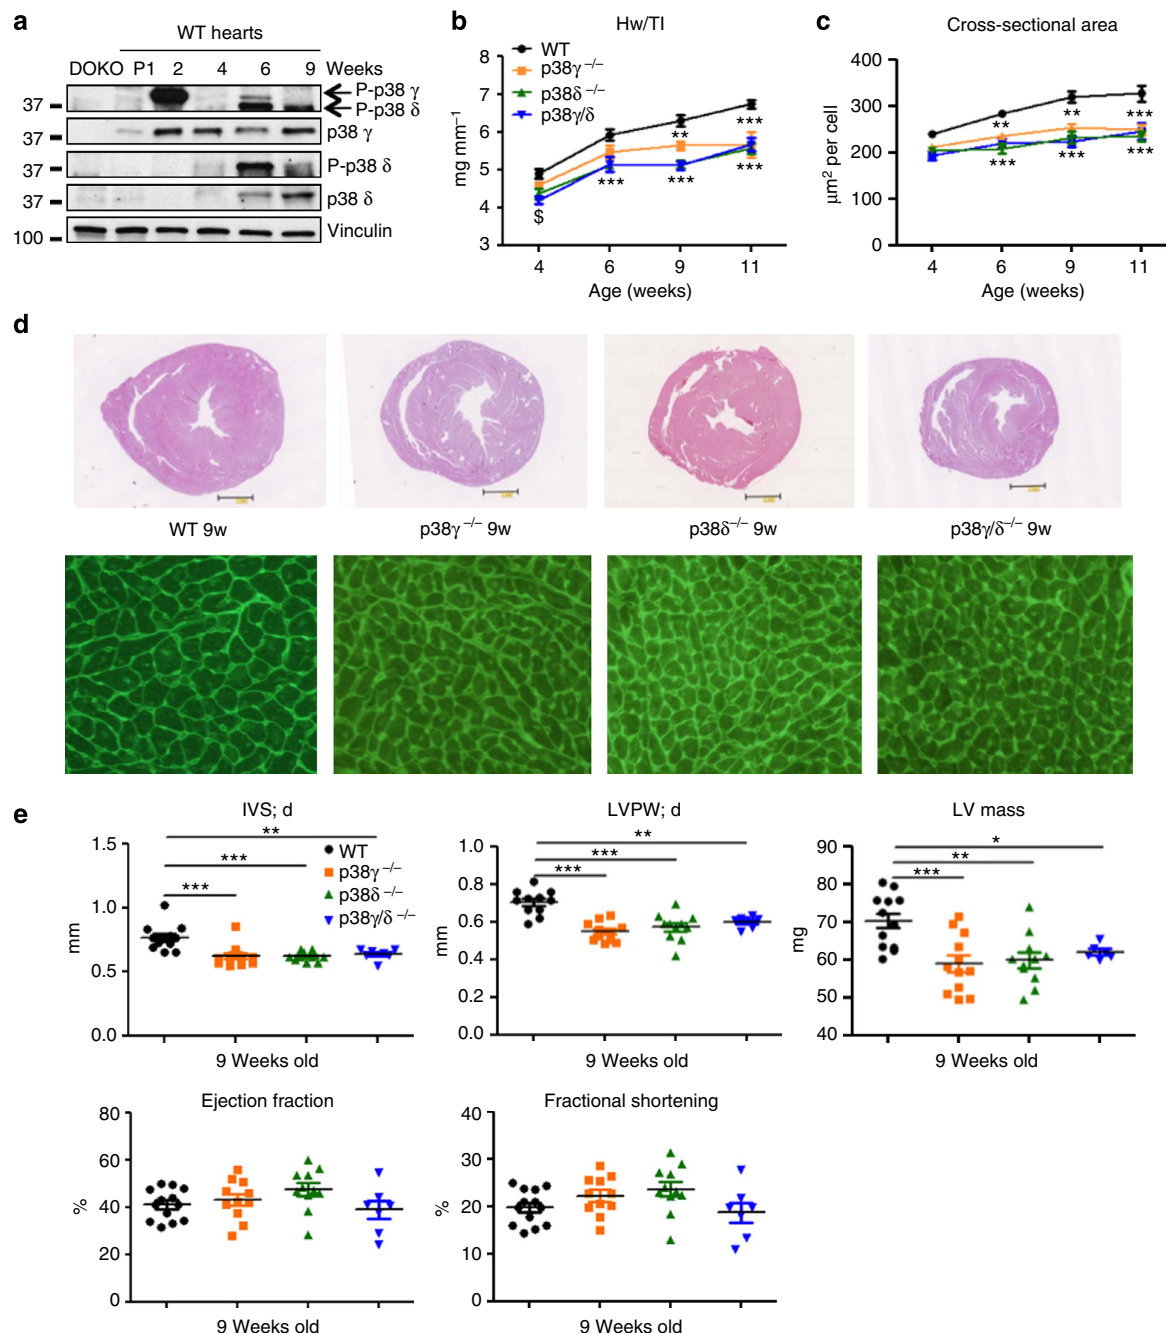 a
WT hearts
DOKO P1 2 4 6 9 Weeks
37
P-p38 γ
P-p38 δ
37
p38 γ
37
P-p38 δ
37
p38 δ
100
Vinculin
b
Hw/Tl
8
7
6
5
4
3
mg mm⁻¹
WT
p38γ⁻/⁻
p38δ⁻/⁻
p38γ/δ
**
***
***
***
***
$
4 6 9 11
Age (weeks)
c
Cross-sectional area
400
300
200
100
0
µm² per cell
**
**
***
***
***
4 6 9 11
Age (weeks)
d
WT 9w
p38γ⁻/⁻ 9w
p38δ⁻/⁻ 9w
p38γ/δ⁻/⁻ 9w
e
IVS; d
1.5
1.0
0.5
0.0
mm
**
***
***
WT
p38γ⁻/⁻
p38δ⁻/⁻
p38γ/δ⁻/⁻
9 Weeks old
LVPW; d
1.0
0.8
0.6
0.4
0.2
0.0
mm
**
***
***
9 Weeks old
LV mass
90
80
70
60
50
40
mg
*
**
***
9 Weeks old
Ejection fraction
80
60
40
20
0
%
9 Weeks old
Fractional shortening
40
30
20
10
0
%
9 Weeks old